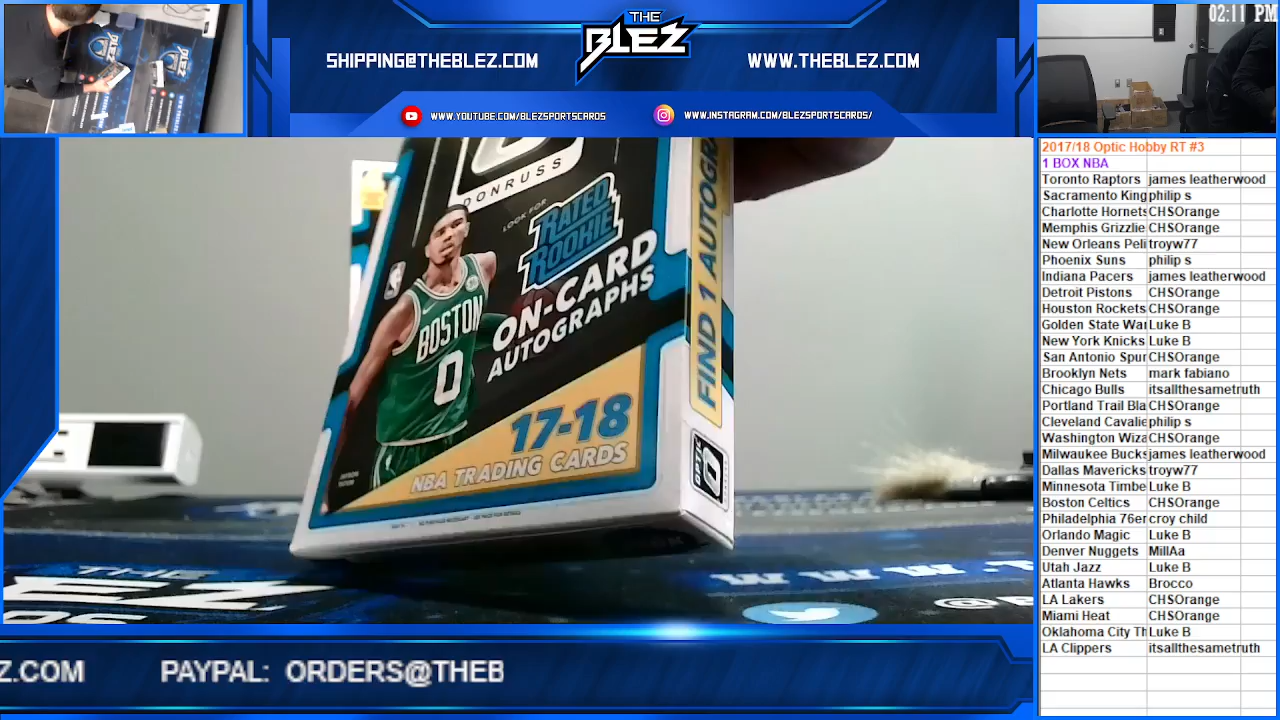 02:11 PM
THE
BLEZ
SHIPPING@THEBLEZ.COM
WWW.THEBLEZ.COM
WWW.YOUTUBE.COM/BLEZSPORTSCARDS
WWW.INSTAGRAM.COM/BLEZSPORTSCARDS/
DONRUSS
LOOK FOR
RATED
ROOKIE
ON-CARD
AUTOGRAPHS
BOSTON
0
17-18
NBA TRADING CARDS
FIND 1 AUTOGRA
OPTIC
THE
2017/18 Optic Hobby RT #3
1 BOX NBA
Toronto Raptors james leatherwood
Sacramento King philip s
Charlotte Hornets CHSOrange
Memphis Grizzlie CHSOrange
New Orleans Peli troyw77
Phoenix Suns philip s
Indiana Pacers james leatherwood
Detroit Pistons CHSOrange
Houston Rockets CHSOrange
Golden State War Luke B
New York Knicks Luke B
San Antonio Spur CHSOrange
Brooklyn Nets mark fabiano
Chicago Bulls itsallthesametruth
Portland Trail Bla CHSOrange
Cleveland Cavalie philip s
Washington Wiza CHSOrange
Milwaukee Bucks james leatherwood
Dallas Mavericks troyw77
Minnesota Timbe Luke B
Boston Celtics CHSOrange
Philadelphia 76er croy child
Orlando Magic Luke B
Denver Nuggets MillAa
Utah Jazz Luke B
Atlanta Hawks Brocco
LA Lakers CHSOrange
Miami Heat CHSOrange
Oklahoma City Th Luke B
LA Clippers itsallthesametruth
Z.COM PAYPAL: ORDERS@THEB